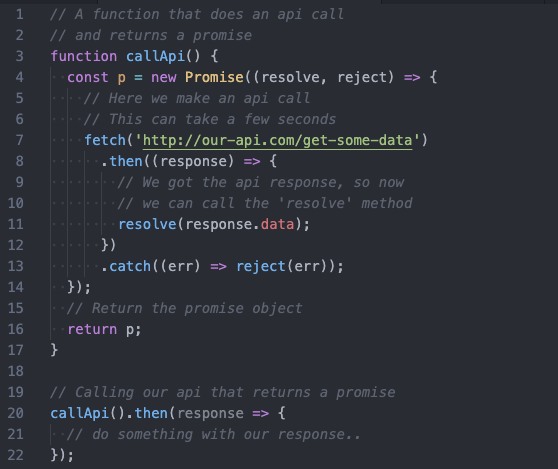 1 // A function that does an api call
2 // and returns a promise
3 function callApi() {
4   const p = new Promise((resolve, reject) => {
5     // Here we make an api call
6     // This can take a few seconds
7     fetch('http://our-api.com/get-some-data')
8       .then((response) => {
9         // We got the api response, so now
10         // we can call the 'resolve' method
11         resolve(response.data);
12       })
13       .catch((err) => reject(err));
14   });
15   // Return the promise object
16   return p;
17 }
18
19 // Calling our api that returns a promise
20 callApi().then(response => {
21   // do something with our response..
22 });